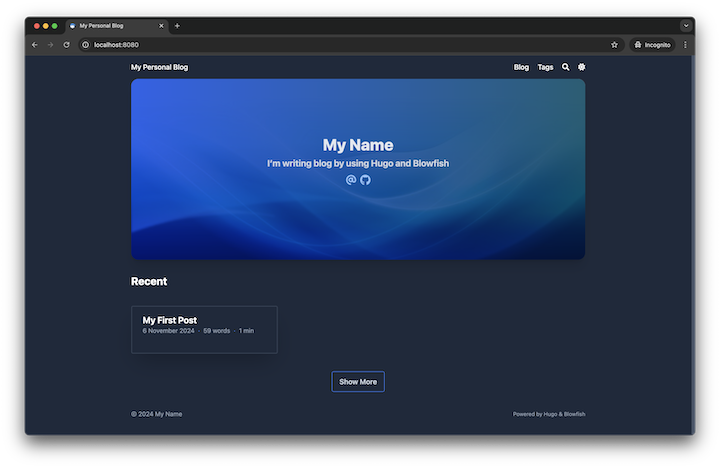 My Personal Blog
localhost:8080
Incognito
My Personal Blog
Blog Tags
My Name
I'm writing blog by using Hugo and Blowfish
Recent
My First Post
6 November 2024 · 59 words · 1 min
Show More
© 2024 My Name
Powered by Hugo & Blowfish